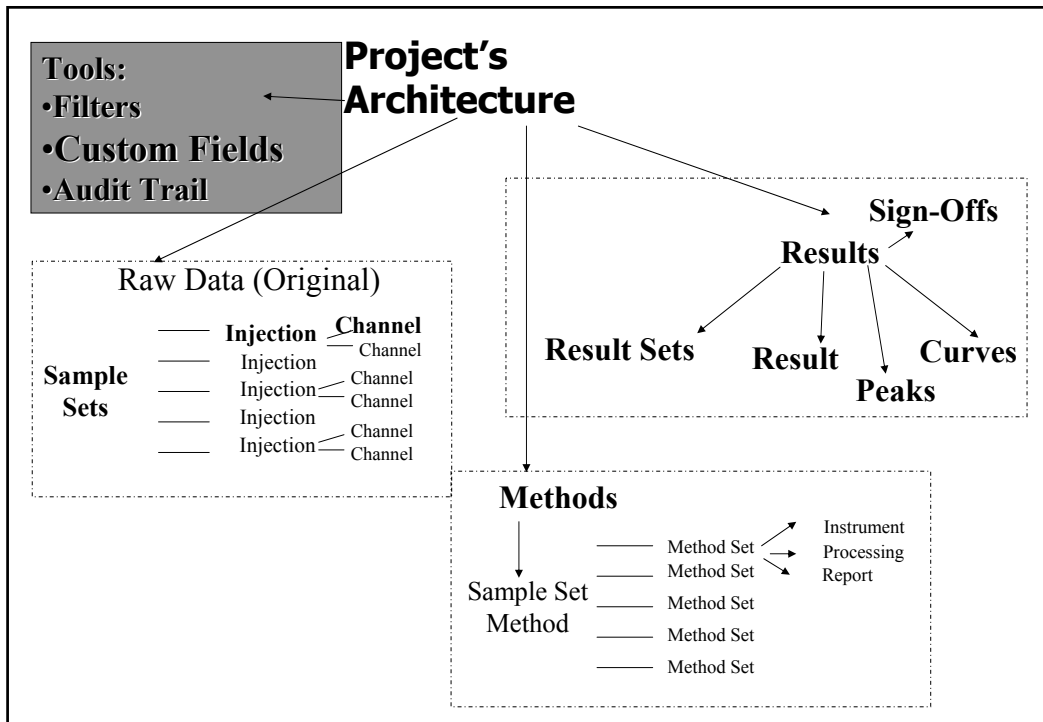 Project's
Architecture
Tools:
•Filters
•Custom Fields
•Audit Trail
Raw Data (Original)
Sample
Sets
Injection
Channel
Channel
Injection
Injection
Channel
Channel
Injection
Injection
Channel
Channel
Sign-Offs
Results
Result Sets
Result
Peaks
Curves
Methods
Sample Set
Method
Method Set
Method Set
Method Set
Method Set
Method Set
Instrument
Processing
Report